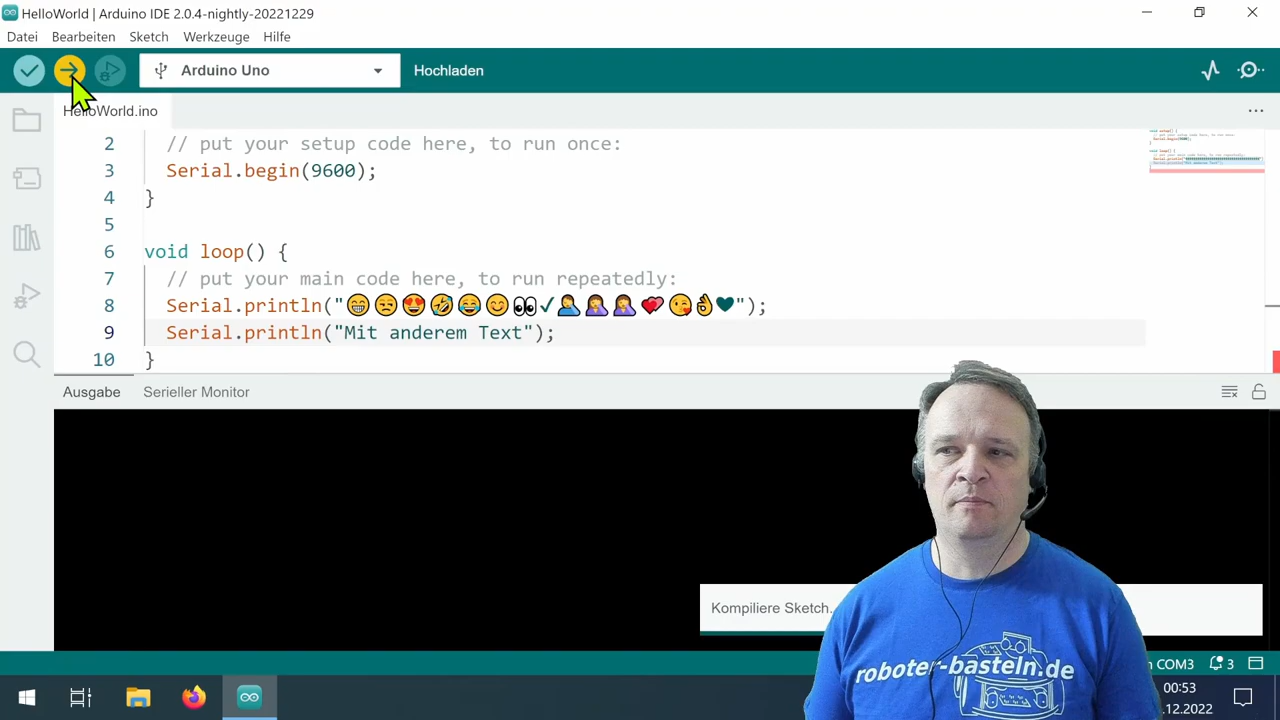 HelloWorld | Arduino IDE 2.0.4-nightly-20221229
Datei Bearbeiten Sketch Werkzeuge Hilfe
Arduino Uno Hochladen
HelloWorld.ino
2 // put your setup code here, to run once:
3 Serial.begin(9600);
4 }
5
6 void loop() {
7 // put your main code here, to run repeatedly:
8 Serial.println("😁😒😍🤣😂😊👀✓🤦‍♂️🤦‍♀️🤦‍♀️💕😘👌♥");
9 Serial.println("Mit anderem Text");
10 }
Ausgabe Serieller Monitor
Kompiliere Sketch.
roboter-basteln.de
COM3 3
00:53
.12.2022